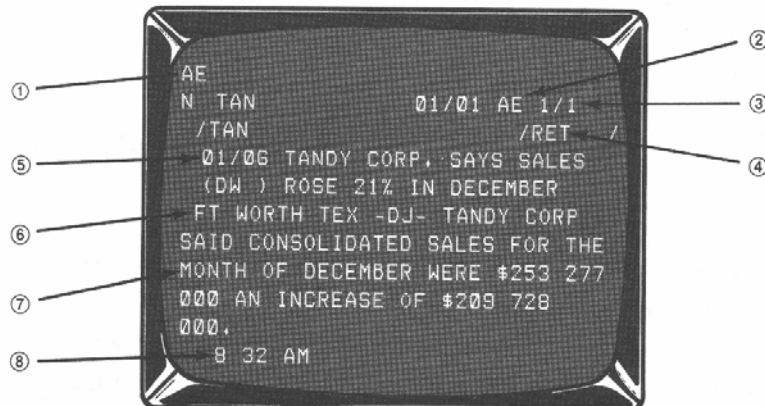 AE
N TAN 01/01 AE 1/1
/TAN /RET /
01/06 TANDY CORP. SAYS SALES
(DW ) ROSE 21% IN DECEMBER
FT WORTH TEX -DJ- TANDY CORP
SAID CONSOLIDATED SALES FOR THE
MONTH OF DECEMBER WERE $253 277
000 AN INCREASE OF $209 728
000.
8 32 AM
①
②
③
④
⑤
⑥
⑦
⑧